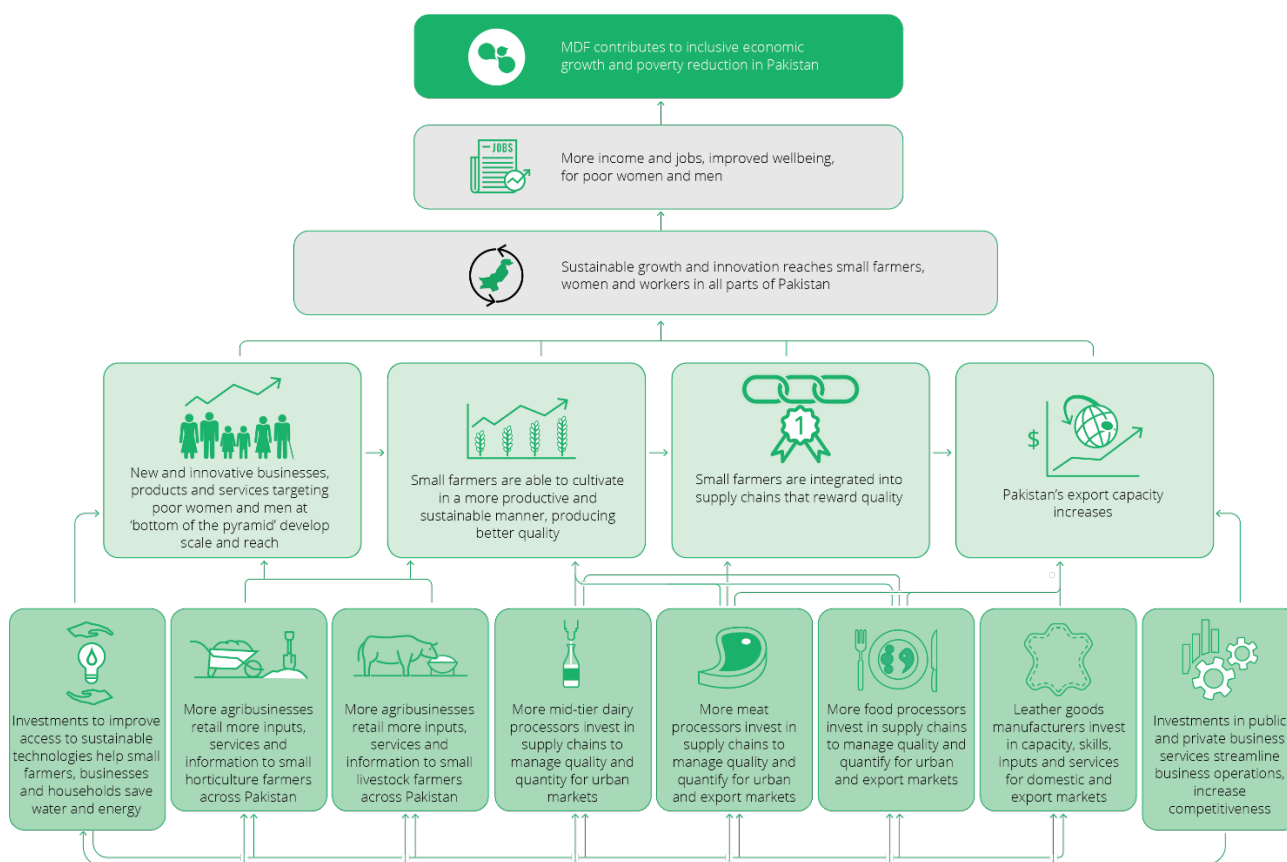 MDF contributes to inclusive economic
growth and poverty reduction in Pakistan
JOBS
More income and jobs, improved wellbeing,
for poor women and men
Sustainable growth and innovation reaches small farmers,
women and workers in all parts of Pakistan
New and innovative businesses,
products and services targeting
poor women and men at
‘bottom of the pyramid’ develop
scale and reach
Small farmers are able to cultivate
in a more productive and
sustainable manner, producing
better quality
1
Small farmers are integrated into
supply chains that reward quality
$
Pakistan’s export capacity
increases
Investments to improve
access to sustainable
technologies help small
farmers, businesses
and households save
water and energy
More agribusinesses
retail more inputs,
services and
information to small
horticulture farmers
across Pakistan
More agribusinesses
retail more inputs,
services and
information to small
livestock farmers
across Pakistan
More mid-tier dairy
processors invest in
supply chains to
manage quality and
quantity for urban
markets
More meat
processors invest in
supply chains to
manage quality and
quantify for urban
and export markets
More food processors
invest in supply chains
to manage quality and
quantify for urban
and export markets
Leather goods
manufacturers invest
in capacity, skills,
inputs and services
for domestic and
export markets
Investments in public
and private business
services streamline
business operations,
increase
competitiveness